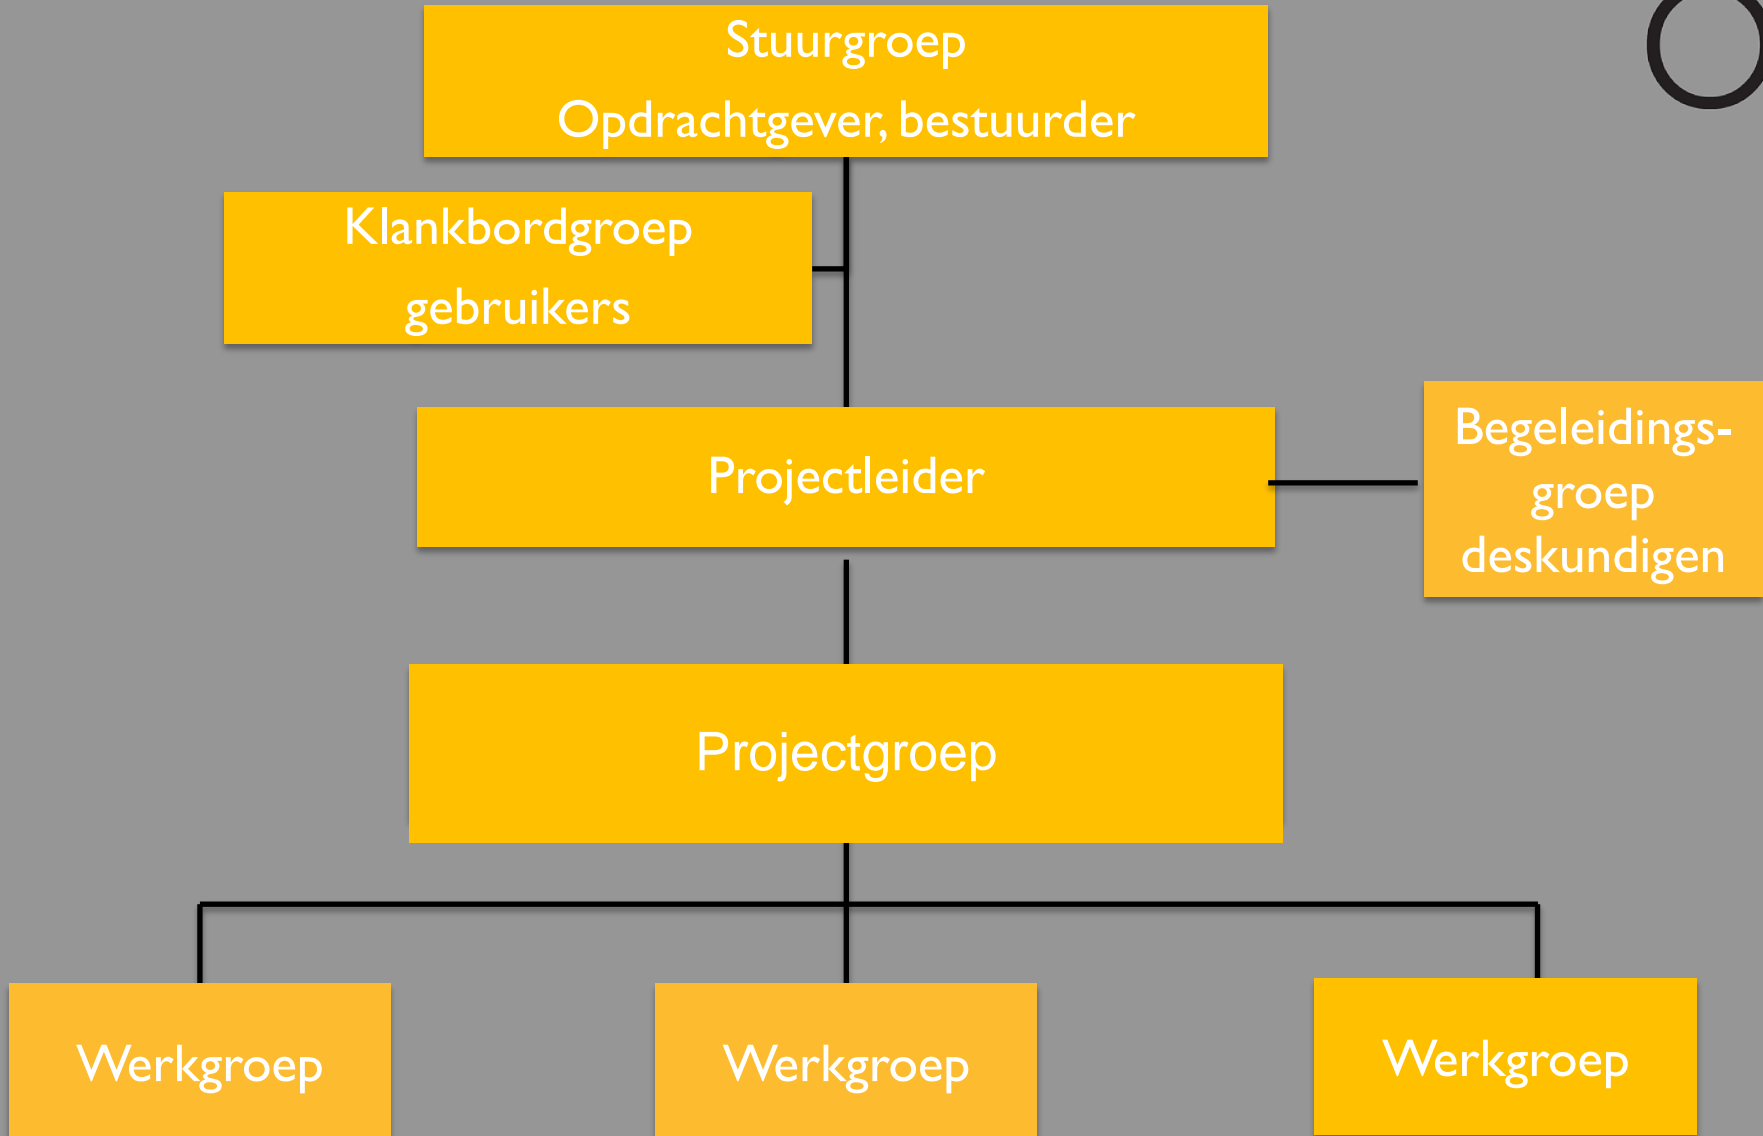 Stuurgroep
Opdrachtgever, bestuurder
Klankbordgroep
gebruikers
Projectleider
Begeleidings-
groep
deskundigen
Projectgroep
Werkgroep
Werkgroep
Werkgroep